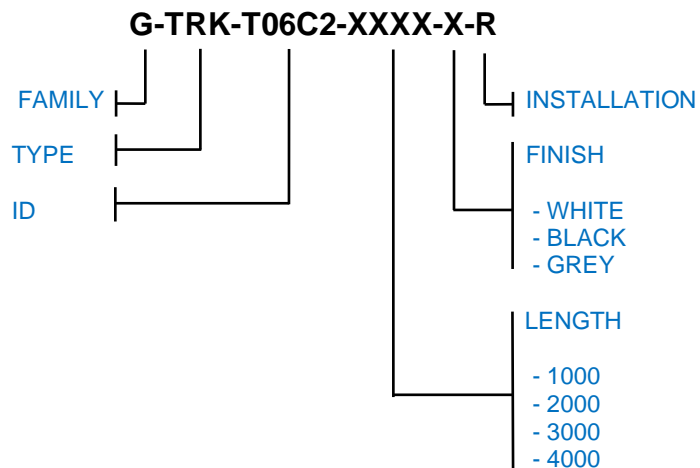 G-TRK-T06C2-XXXX-X-R
FAMILY
TYPE
ID
INSTALLATION
FINISH
- WHITE
- BLACK
- GREY
LENGTH
- 1000
- 2000
- 3000
- 4000